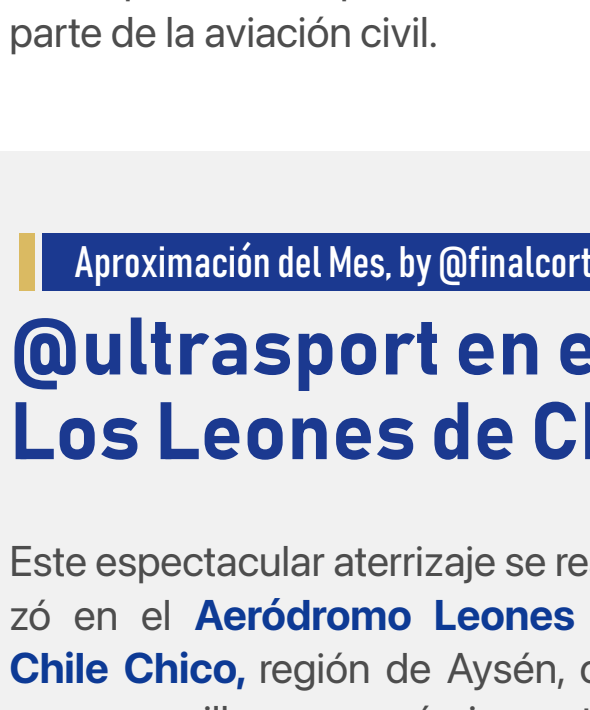 parte de la aviación civil.
Aproximación del Mes, by @finalcort
@ultrasport en e
Los Leones de C
Este espectacular aterrizaje se re
zó en el Aeródromo Leones
Chile Chico, región de Aysén,